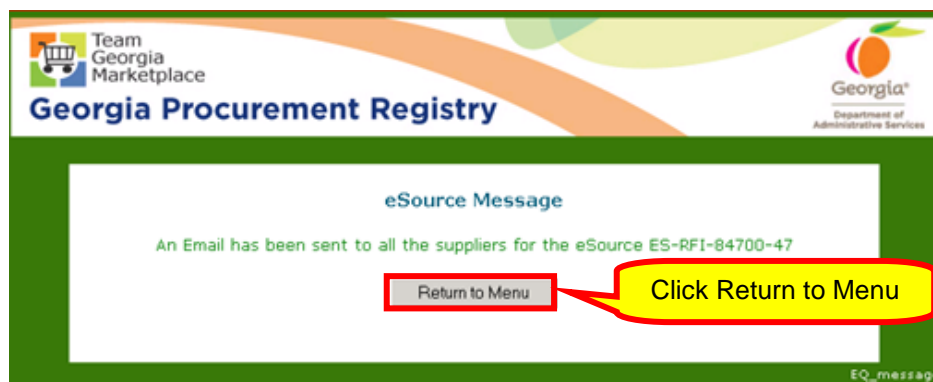 Team
Georgia
Marketplace
Georgia Procurement Registry
Georgia®
Department of
Administrative Services
eSource Message
An Email has been sent to all the suppliers for the eSource ES-RFI-84700-47
Return to Menu
Click Return to Menu
EQ_messag